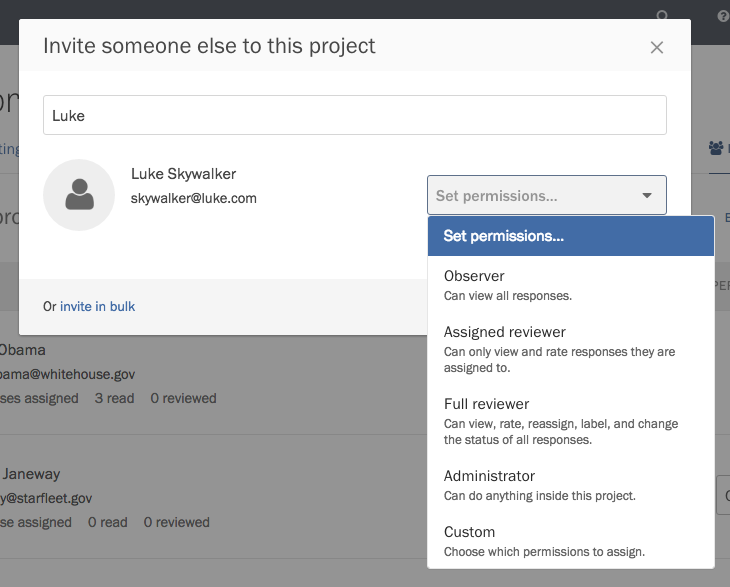 Invite someone else to this project
Luke
Luke Skywalker
skywalker@luke.com
Set permissions...
Set permissions...
Observer
Can view all responses.
Assigned reviewer
Can only view and rate responses they are
assigned to.
Full reviewer
Can view, rate, reassign, label, and change
the status of all responses.
Administrator
Can do anything inside this project.
Custom
Choose which permissions to assign.
Or invite in bulk
Obama
bama@whitehouse.gov
ses assigned 3 read 0 reviewed
Janeway
y@starfleet.gov
se assigned 0 read 0 reviewed